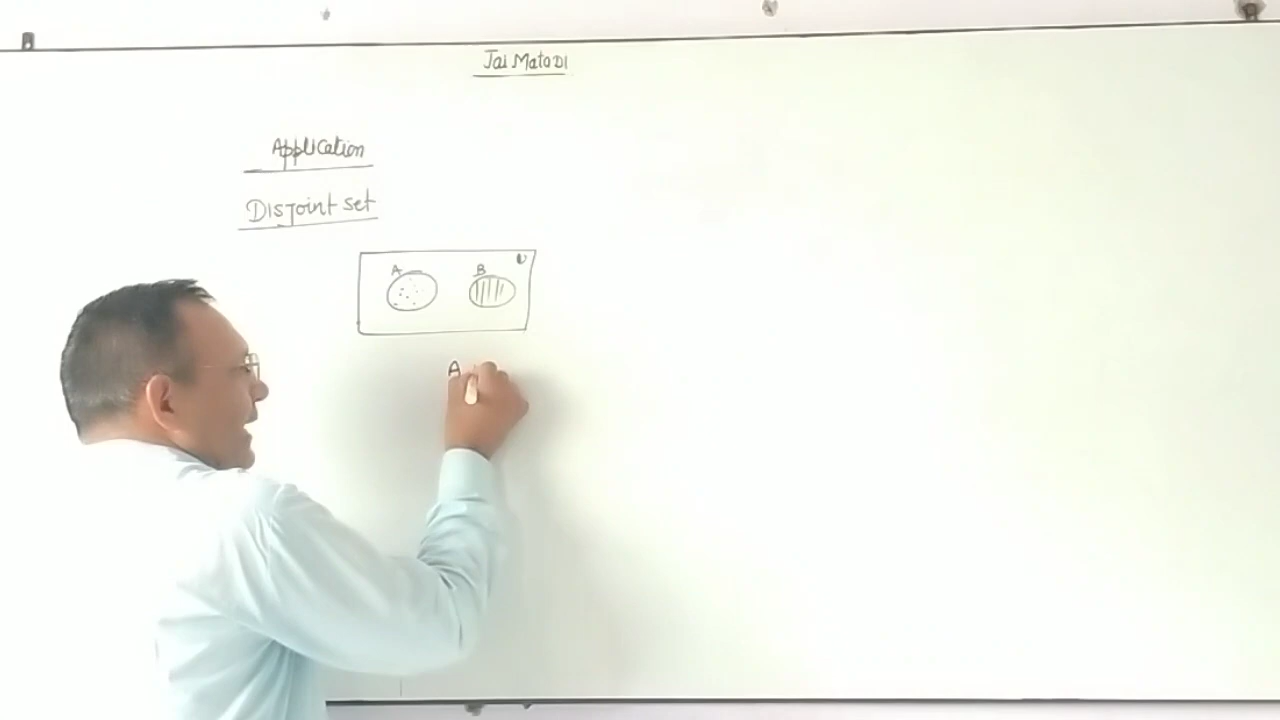 Jai Mata DI
Application
DISJoint set
A B U
A